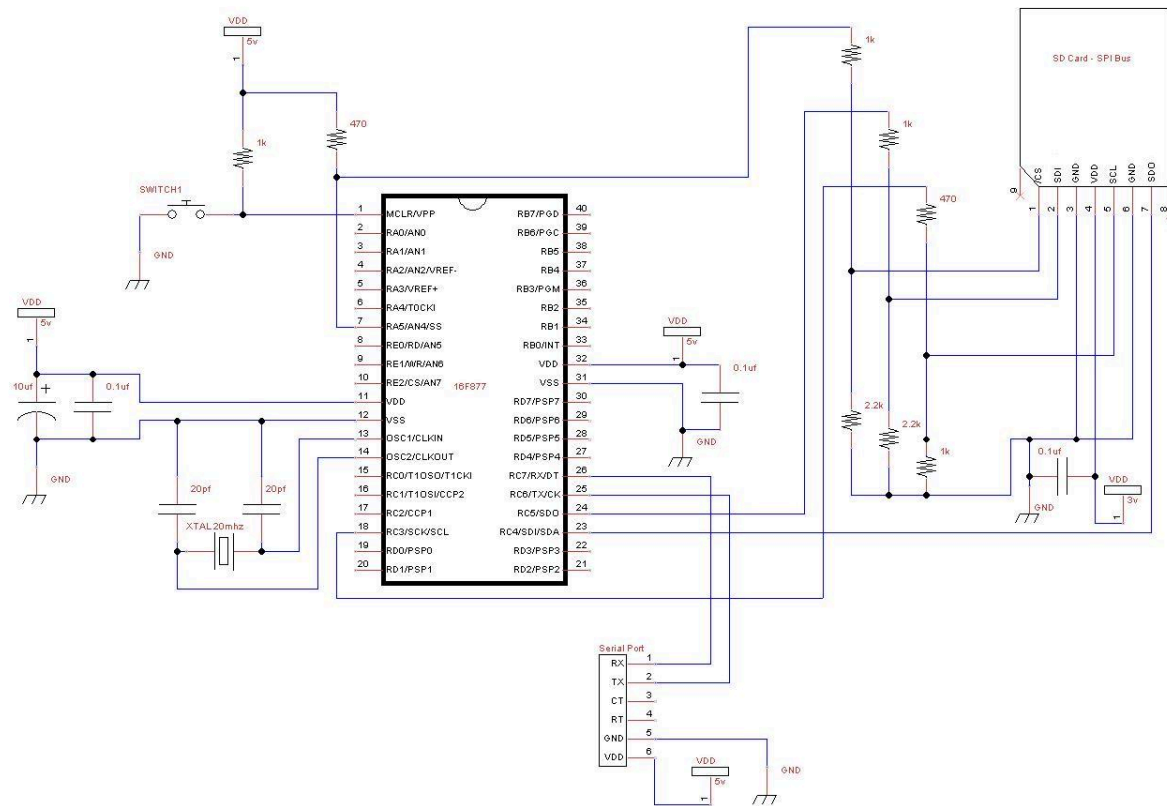 VDD
5v
1
1k
470
SWITCH1
GND
VDD
5v
1
10uf
+
0.1uf
GND
20pf
20pf
XTAL20mhz
16F877
1 MCLR/VPP
2 RA0/AN0
3 RA1/AN1
4 RA2/AN2/VREF-
5 RA3/VREF+
6 RA4/TOCKI
7 RA5/AN4/SS
8 RE0/RD/AN5
9 RE1/WR/AN6
10 RE2/CS/AN7
11 VDD
12 VSS
13 OSC1/CLKIN
14 OSC2/CLKOUT
15 RC0/T1OSO/T1CKI
16 RC1/T1OSI/CCP2
17 RC2/CCP1
18 RC3/SCK/SCL
19 RD0/PSP0
20 RD1/PSP1
RB7/PGD 40
RB6/PGC 39
RB5 38
RB4 37
RB3/PGM 36
RB2 35
RB1 34
RB0/INT 33
VDD 32
VSS 31
RD7/PSP7 30
RD6/PSP6 29
RD5/PSP5 28
RD4/PSP4 27
RC7/RX/DT 26
RC6/TX/CK 25
RC5/SDO 24
RC4/SDI/SDA 23
RD3/PSP3 22
RD2/PSP2 21
VDD
5v
1
0.1uf
GND
1k
1k
470
2.2k
2.2k
1k
SD Card - SPI Bus
9
/CS
SDI
GND
VDD
SCL
GND
SDO
1
2
3
4
5
6
7
8
0.1uf
GND
VDD
3v
1
Serial Port
RX 1
TX 2
CT 3
RT 4
GND 5
VDD 6
VDD
5v
1
GND